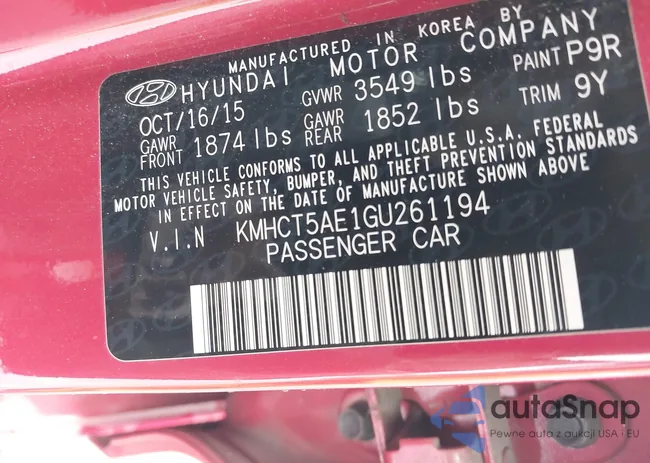 MANUFACTURED IN KOREA BY
HYUNDAI MOTOR COMPANY
OCT/16/15 GVWR 3549 lbs PAINT P9R
GAWR FRONT 1874 lbs GAWR REAR 1852 lbs TRIM 9Y
THIS VEHICLE CONFORMS TO ALL APPLICABLE U.S.A. FEDERAL
MOTOR VEHICLE SAFETY, BUMPER, AND THEFT PREVENTION STANDARDS
IN EFFECT ON THE DATE OF MANUFACTURE SHOWN ABOVE
V.I.N KMHCT5AE1GU261194
PASSENGER CAR
autaSnap
Pewne auta z aukcji USA i EU